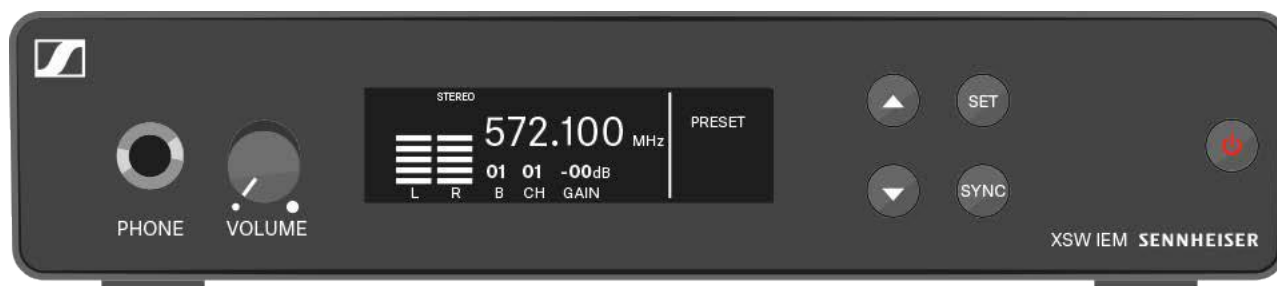 STEREO
572.100 MHz
PRESET
01 01 -00dB
L R B CH GAIN
PHONE
VOLUME
SET
SYNC
XSW IEM SENNHEISER